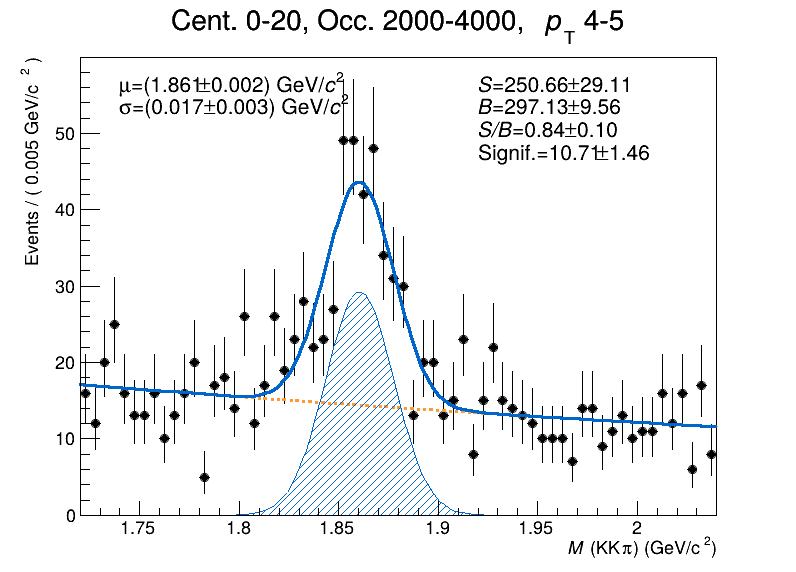 Cent. 0-20, Occ. 2000-4000, p_T 4-5
μ=(1.861±0.002) GeV/c²
σ=(0.017±0.003) GeV/c²
S=250.66±29.11
B=297.13±9.56
S/B=0.84±0.10
Signif.=10.71±1.46
Events / ( 0.005 GeV/c ² )
50
40
30
20
10
0
1.75 1.8 1.85 1.9 1.95 2
M (KKπ) (GeV/c²)